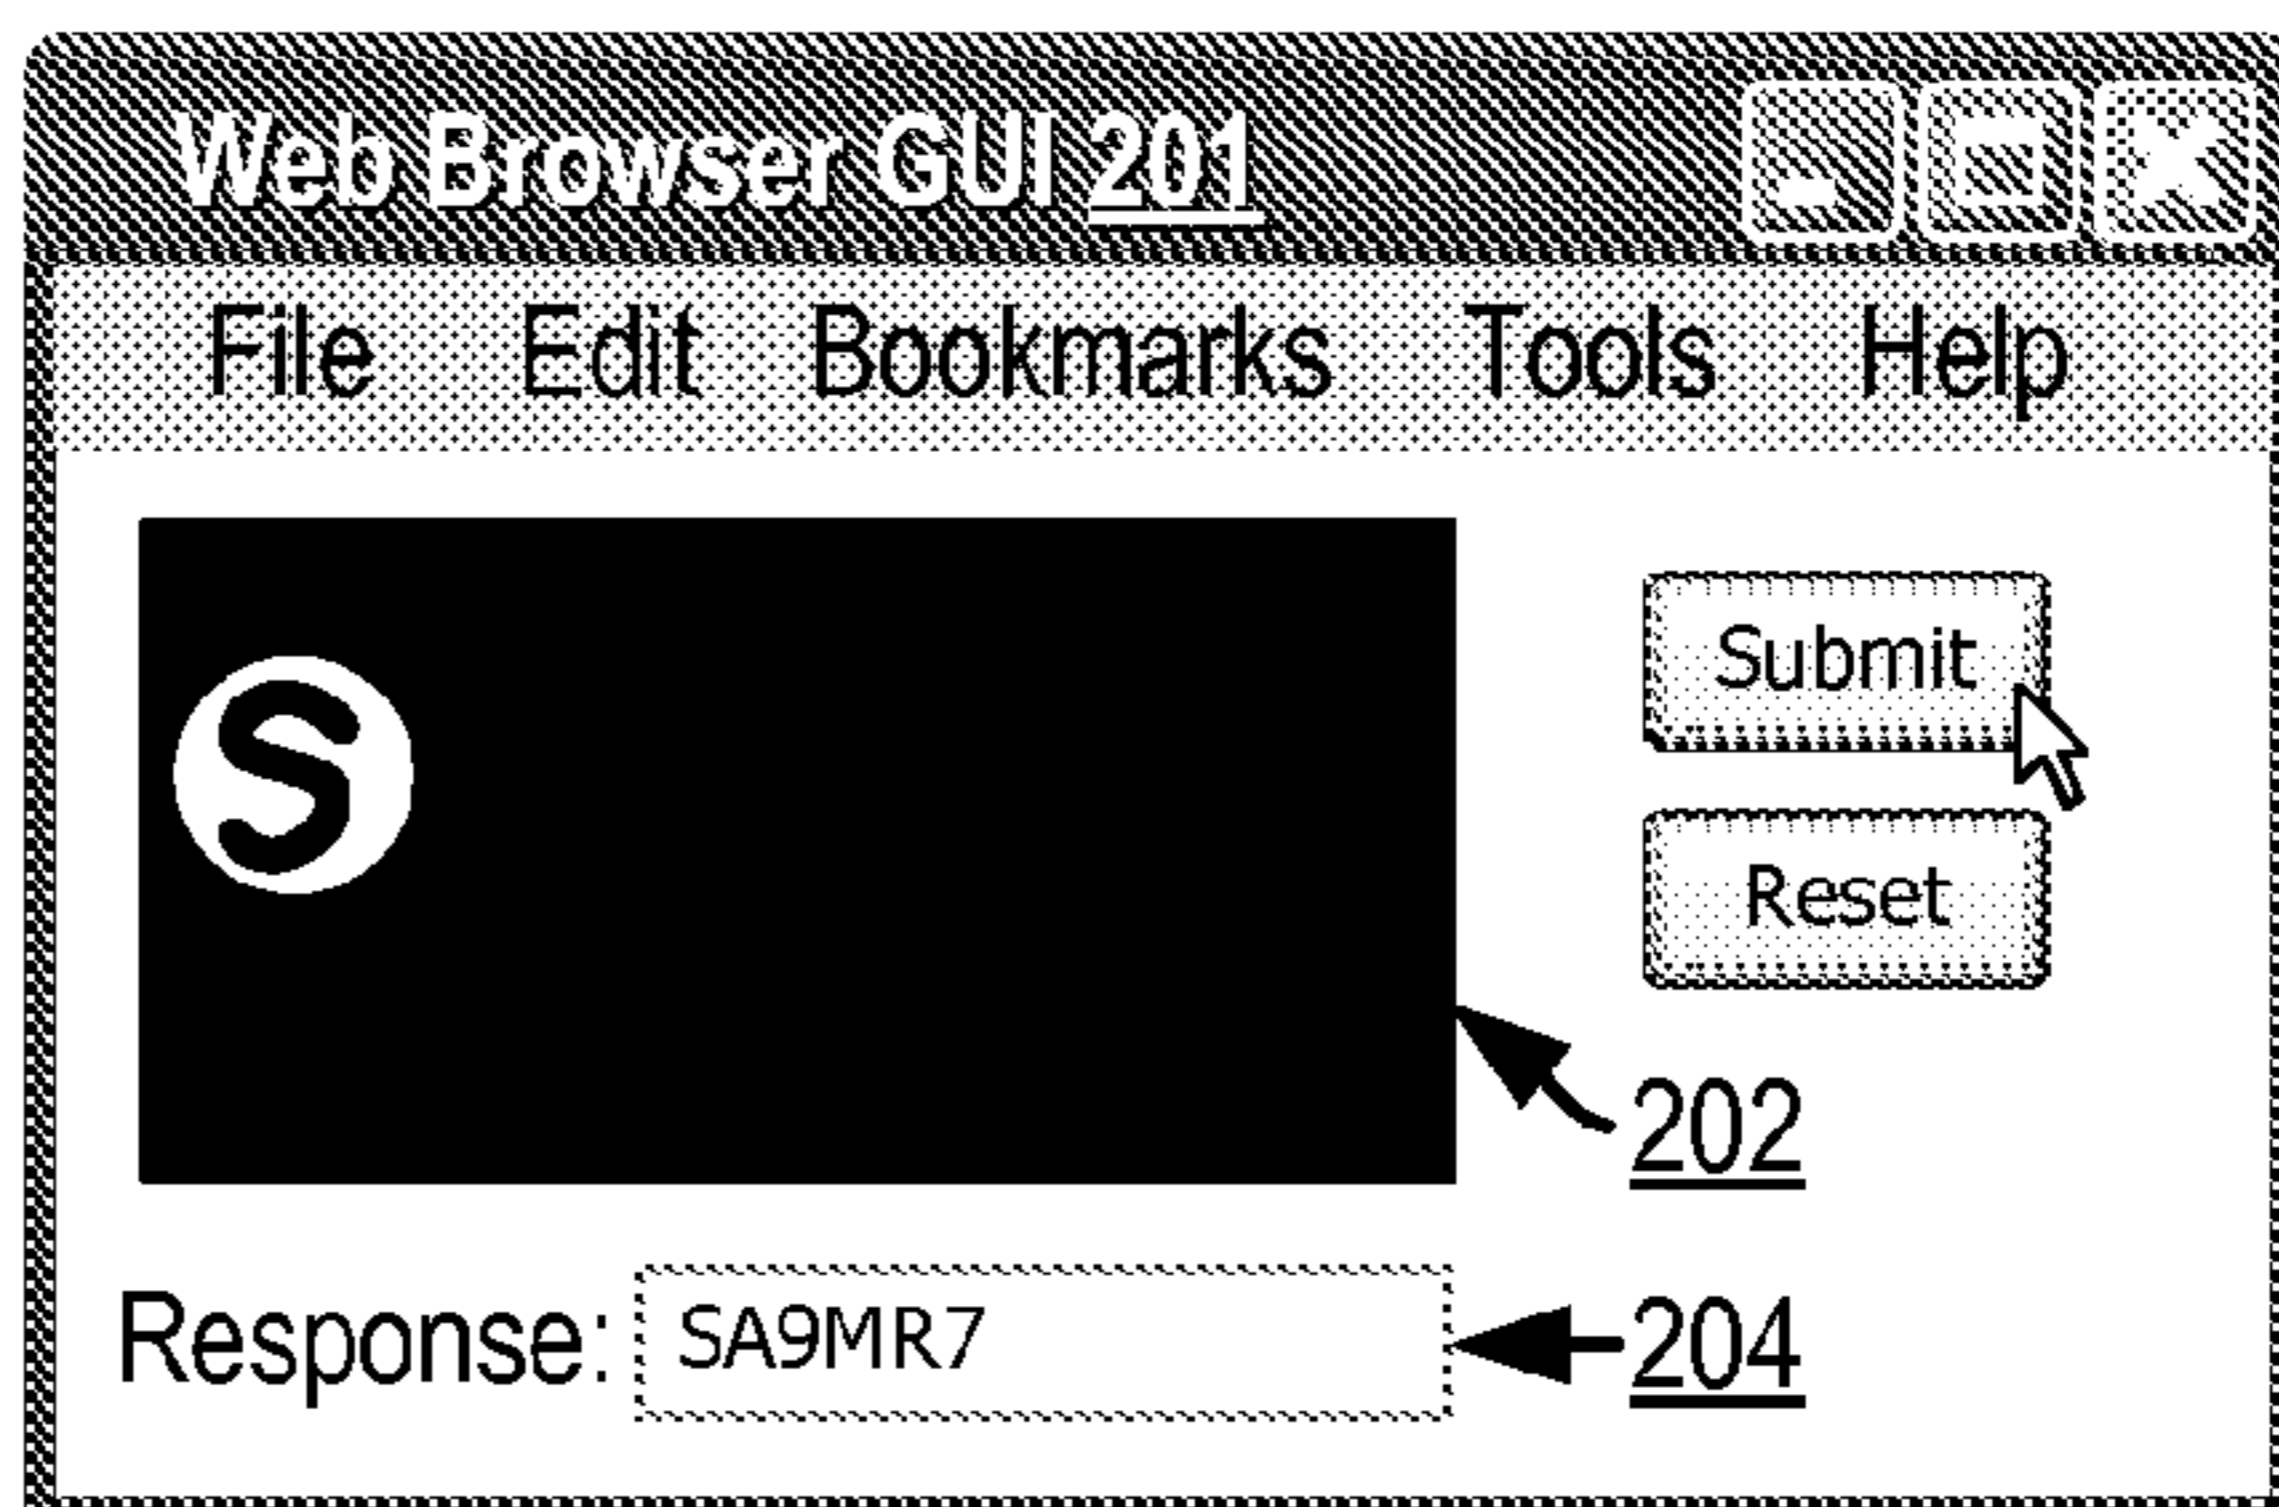 Web Browser GUI 201
File Edit Bookmarks Tools Help
S
Submit
Reset
202
Response: SA9MR7 204